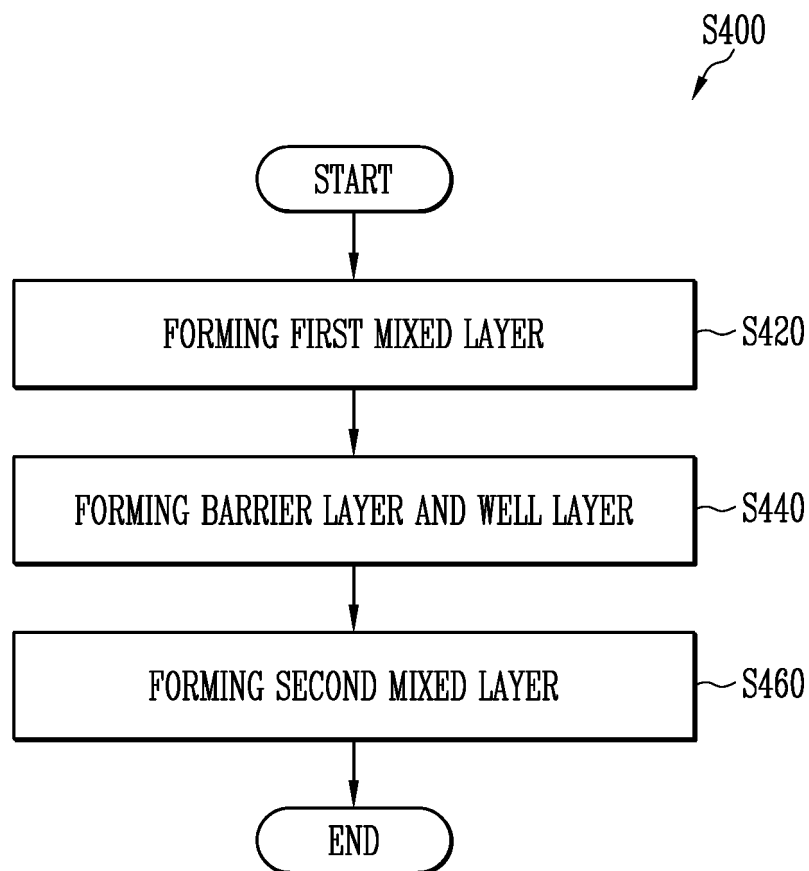 S400
START
FORMING FIRST MIXED LAYER
S420
FORMING BARRIER LAYER AND WELL LAYER
S440
FORMING SECOND MIXED LAYER
S460
END